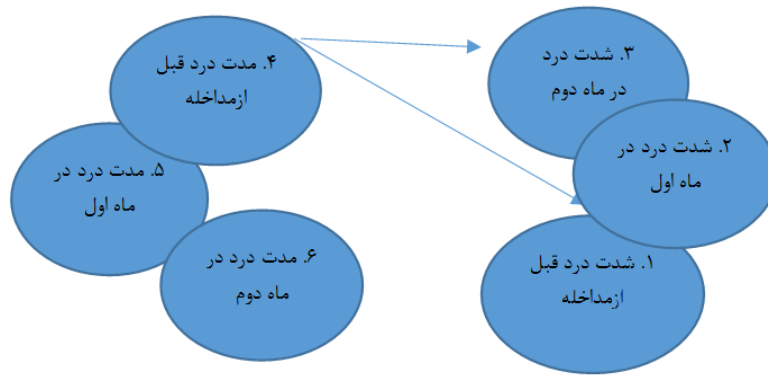 ۴. مدت درد قبل
ازمداخله
۳. شدت درد
در ماه دوم
۲. شدت درد در
ماه اول
۵. مدت درد در
ماه اول
۶. مدت درد در
ماه دوم
۱. شدت درد قبل
ازمداخله